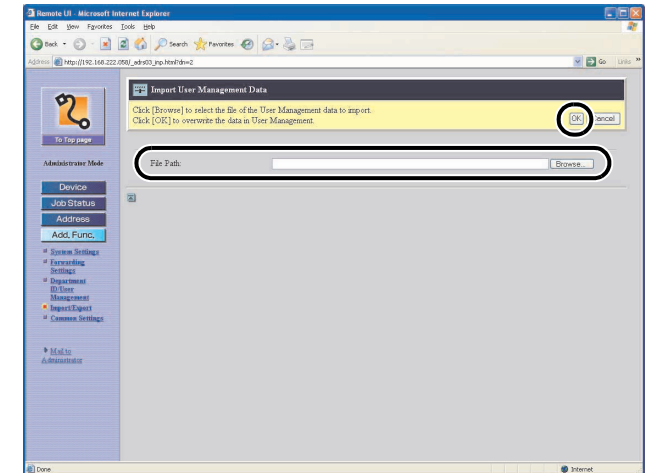 Remote UI - Microsoft Internet Explorer
File Edit View Favorites Tools Help
Back Search Favorites
Address http://192.168.222.058/_adrs03_inp.html?dn=2 Go Links »
Import User Management Data
Click [Browse] to select the file of the User Management data to import.
Click [OK] to overwrite the data in User Management.
OK Cancel
To Top page
Administrator Mode
File Path:
Browse...
Device
Job Status
Address
Add. Func.
System Settings
Forwarding
Settings
Department
ID/User
Management
Import/Export
Common Settings
Mail to
Administrator
Done Internet